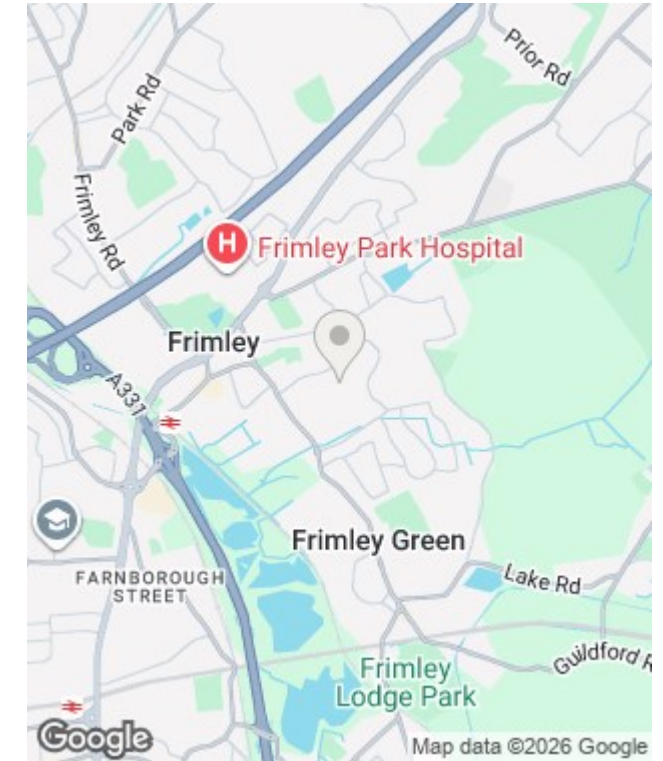 Prior Rd
Park Rd
Frimley Rd
H
Frimley Park Hospital
Frimley
A331
Frimley Green
FARNBOROUGH
STREET
Lake Rd
Guildford R
Frimley
Lodge Park
Google
Map data ©2026 Google